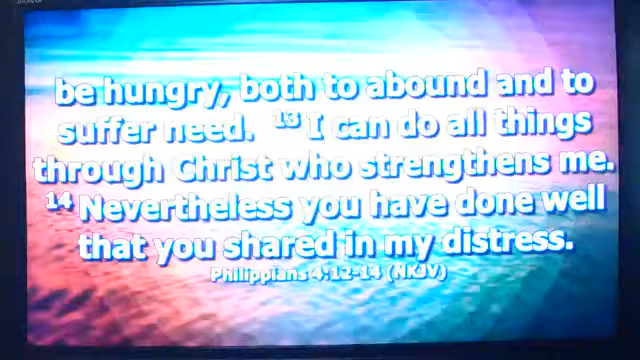 be hungry, both to abound and to
suffer need. 13 I can do all things
through Christ who strengthens me.
14 Nevertheless you have done well
that you shared in my distress.
Philippians 4:12-14 (NKJV)